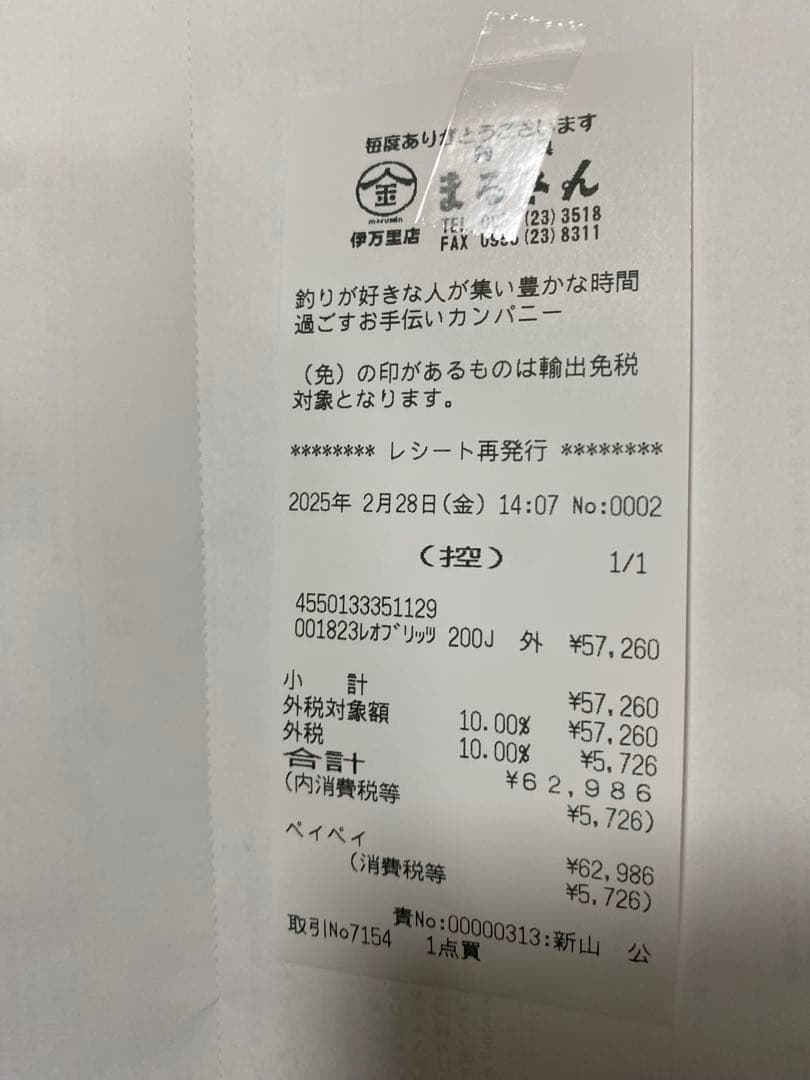 毎度ありがとうございます
金
marukin
まるきん
伊万里店
TEL (23)3518
FAX (23)8311
釣りが好きな人が集い豊かな時間
過ごすお手伝いカンパニー
(免)の印があるものは輸出免税
対象となります。
******** レシート再発行 ********
2025年 2月28日(金) 14:07 No:0002
(控) 1/1
4550133351129
001823ﾚｵﾌﾞﾘｯﾂ 200J 外 ¥57,260
小 計 ¥57,260
外税対象額 10.00% ¥57,260
外税 10.00% ¥5,726
合計 ¥62,986
(内消費税等 ¥5,726)
ペイペイ ¥62,986
(消費税等 ¥5,726)
責No:00000313:新山 公
取引No7154 1点買